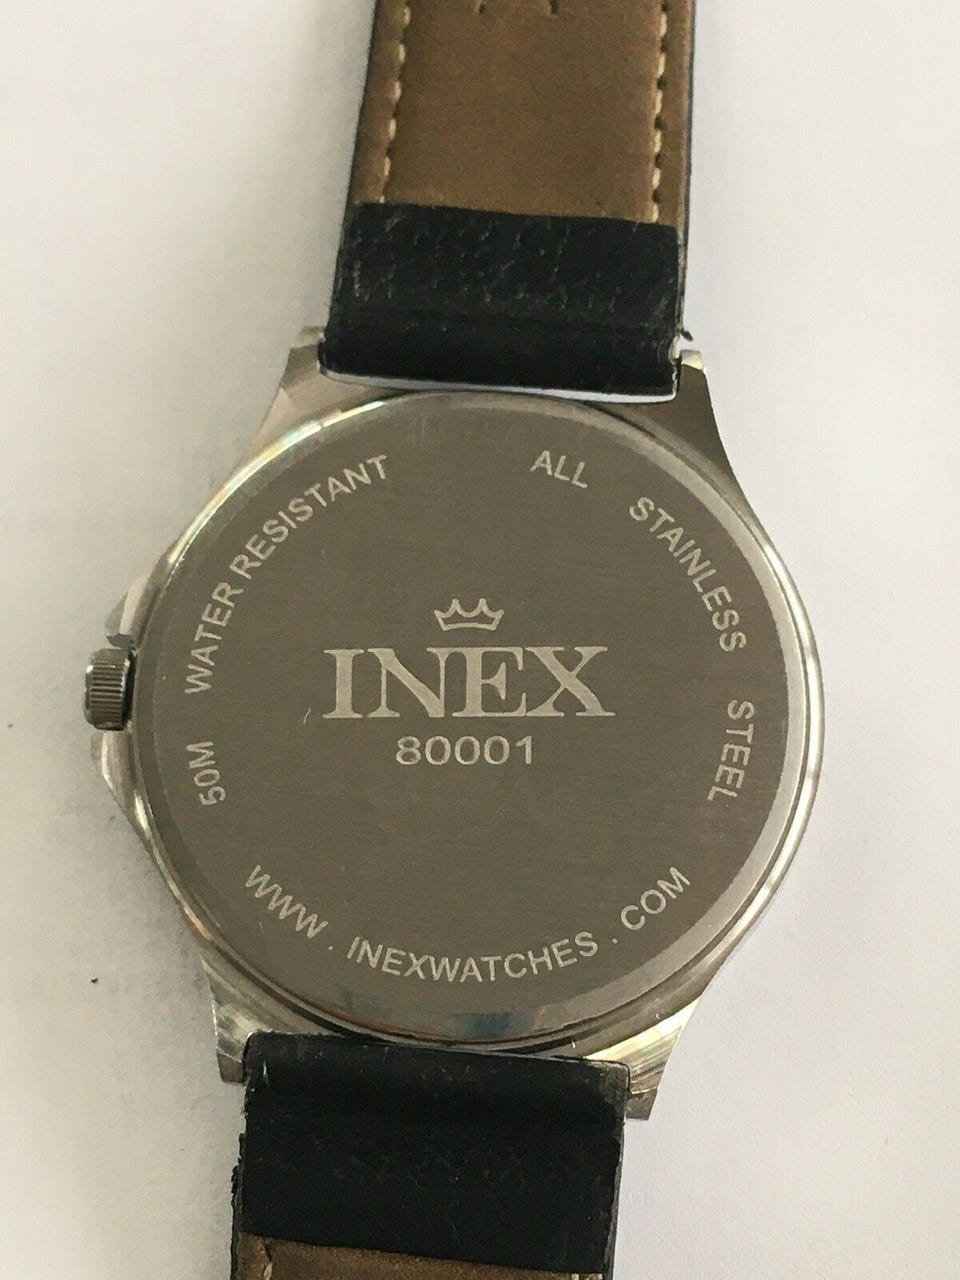 50M WATER RESISTANT
ALL STAINLESS STEEL
INEX
80001
WWW . INEXWATCHES . COM